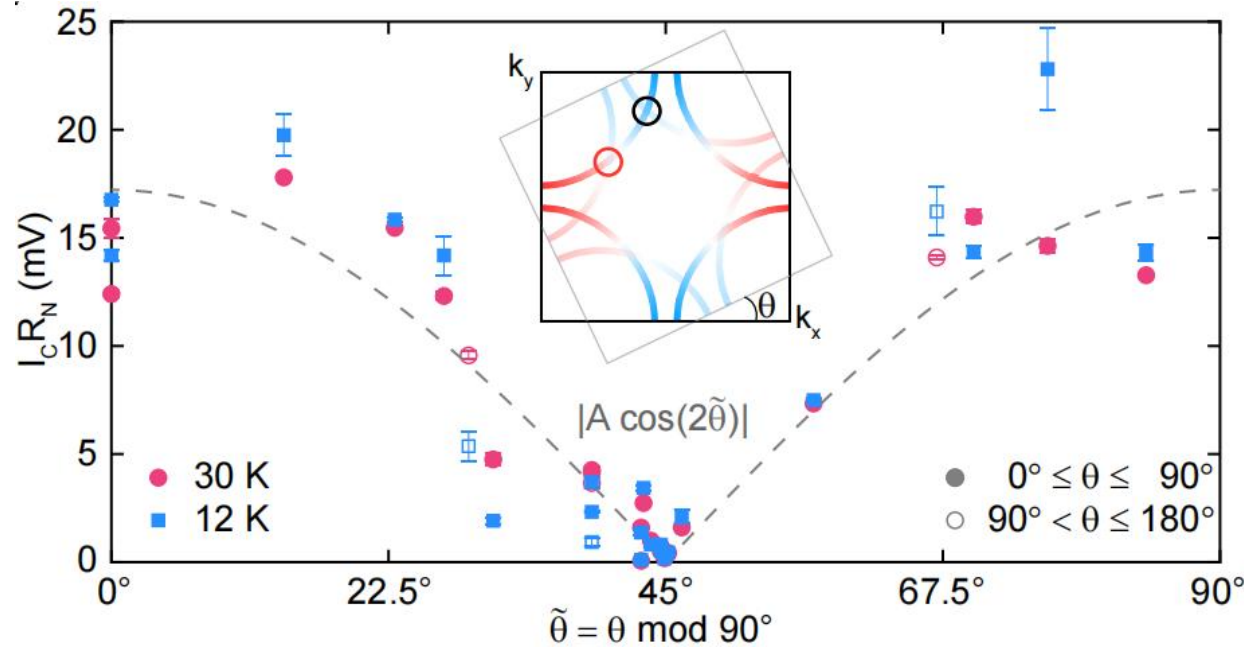 25
20
15
10
5
0
I_CR_N (mV)
k_y
k_x
θ
|A cos(2θ̃)|
30 K
12 K
0° ≤ θ ≤ 90°
90° < θ ≤ 180°
0°
22.5°
45°
67.5°
90°
θ̃ = θ mod 90°